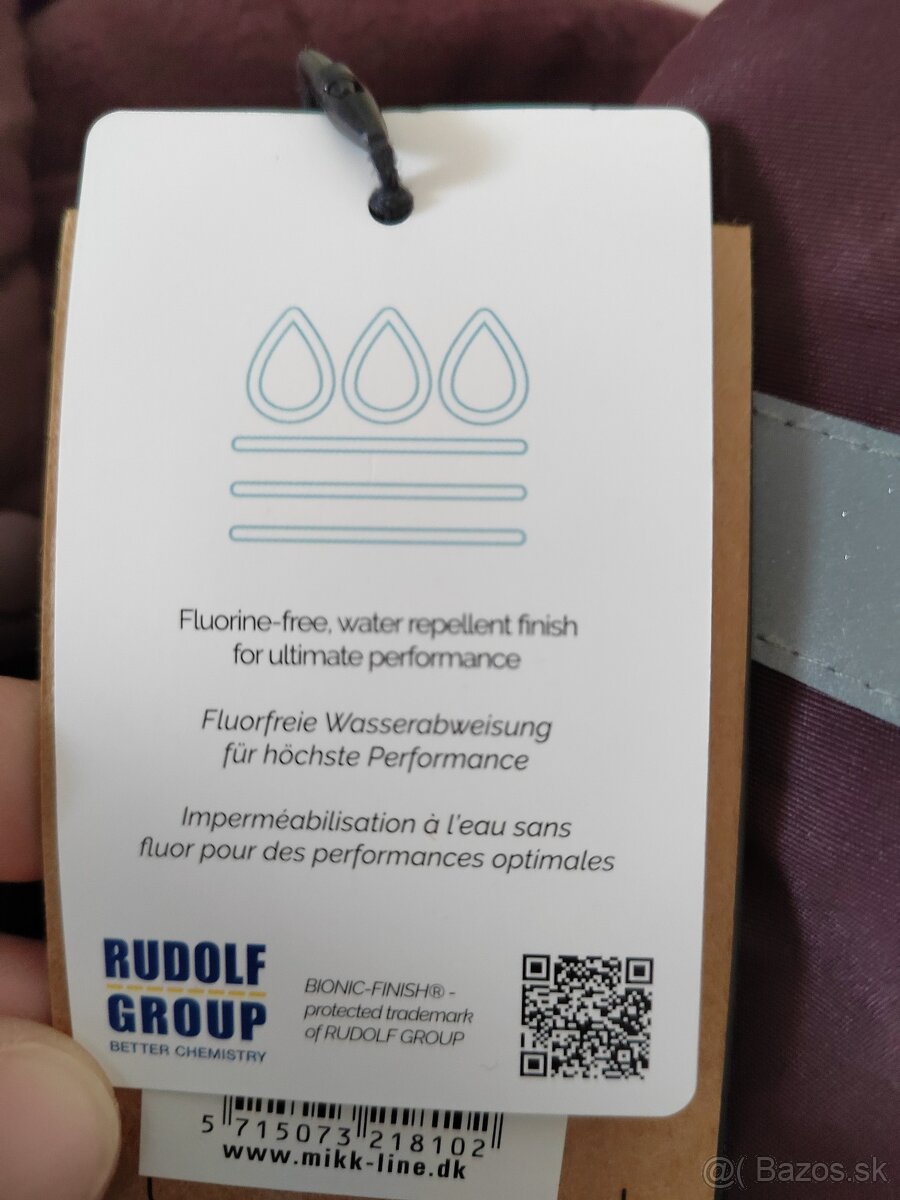 Fluorine-free, water repellent finish
for ultimate performance
Fluorfreie Wasserabweisung
für höchste Performance
Imperméabilisation à l'eau sans
fluor pour des performances optimales
RUDOLF
GROUP
BETTER CHEMISTRY
BIONIC-FINISH® -
protected trademark
of RUDOLF GROUP
5 715073 218102
www.mikk-line.dk
@( Bazos.sk